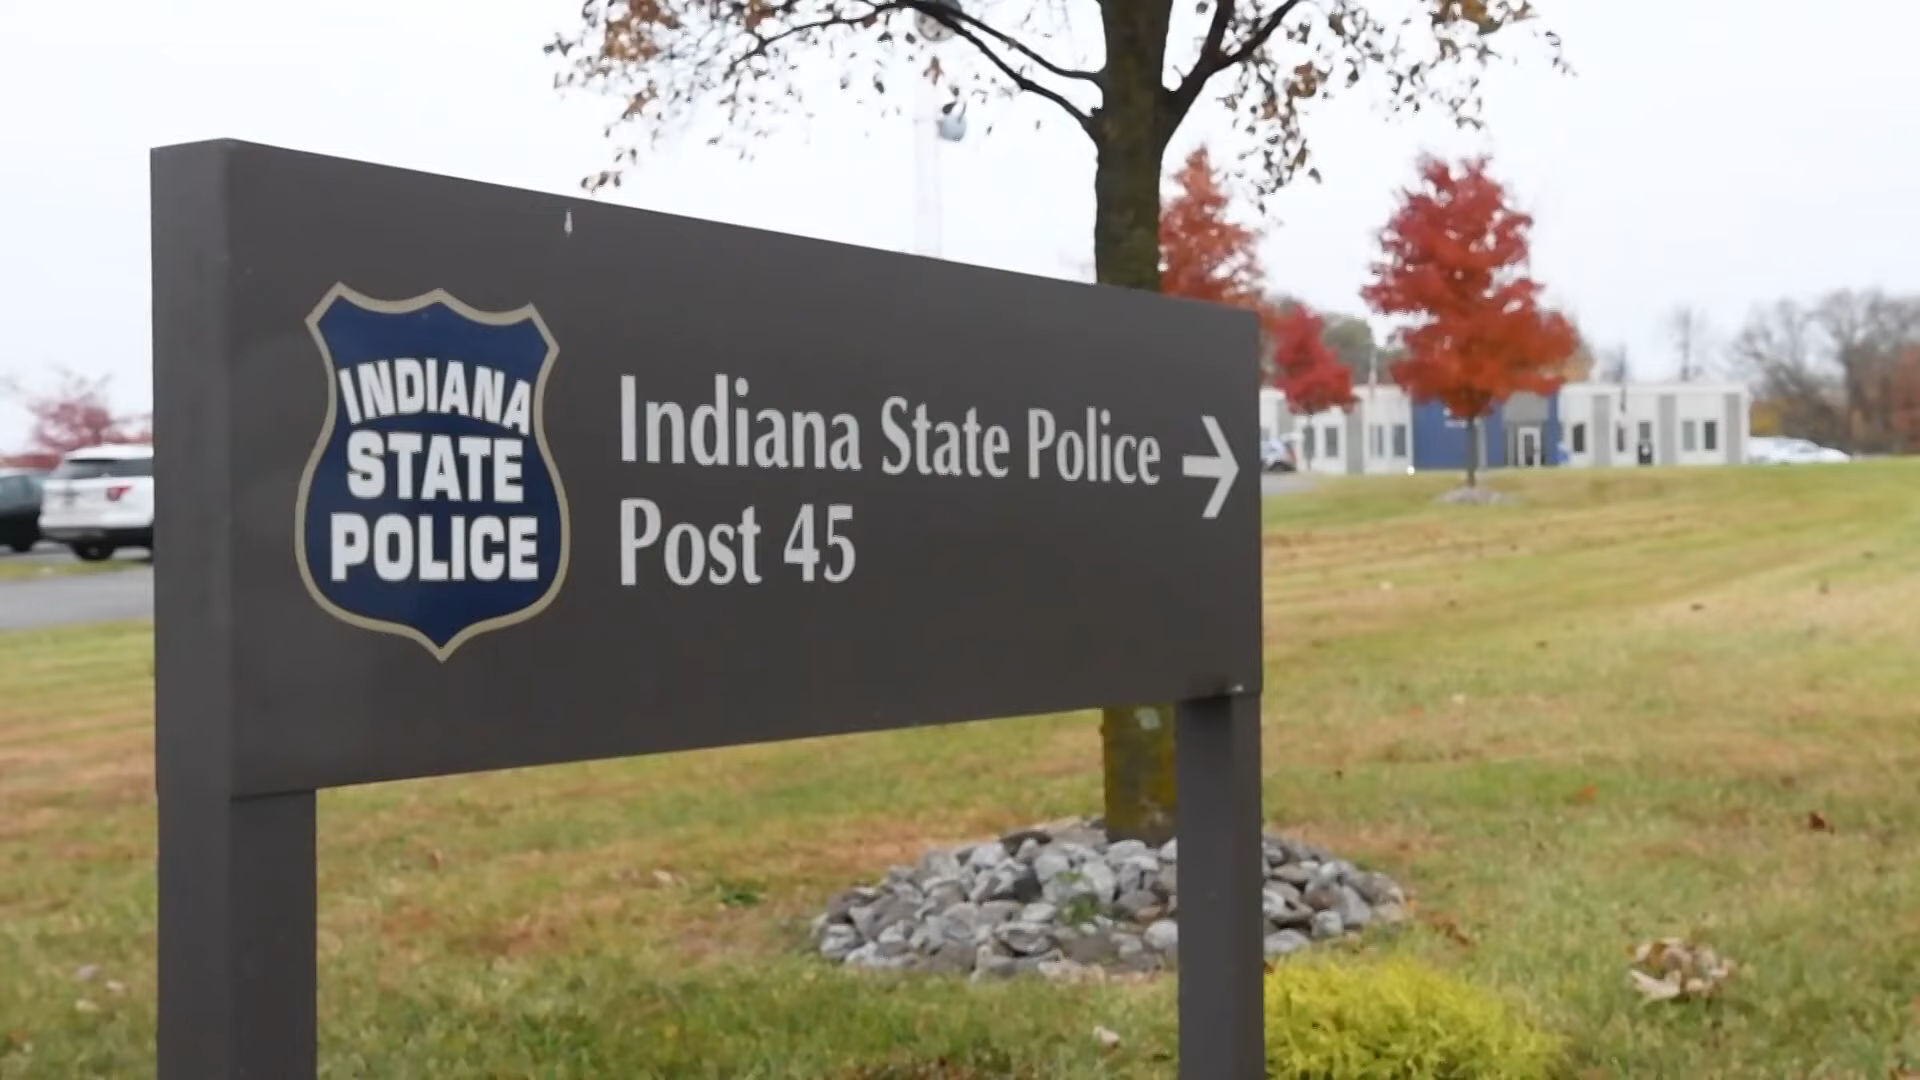 INDIANA
STATE
POLICE
Indiana State Police →
Post 45